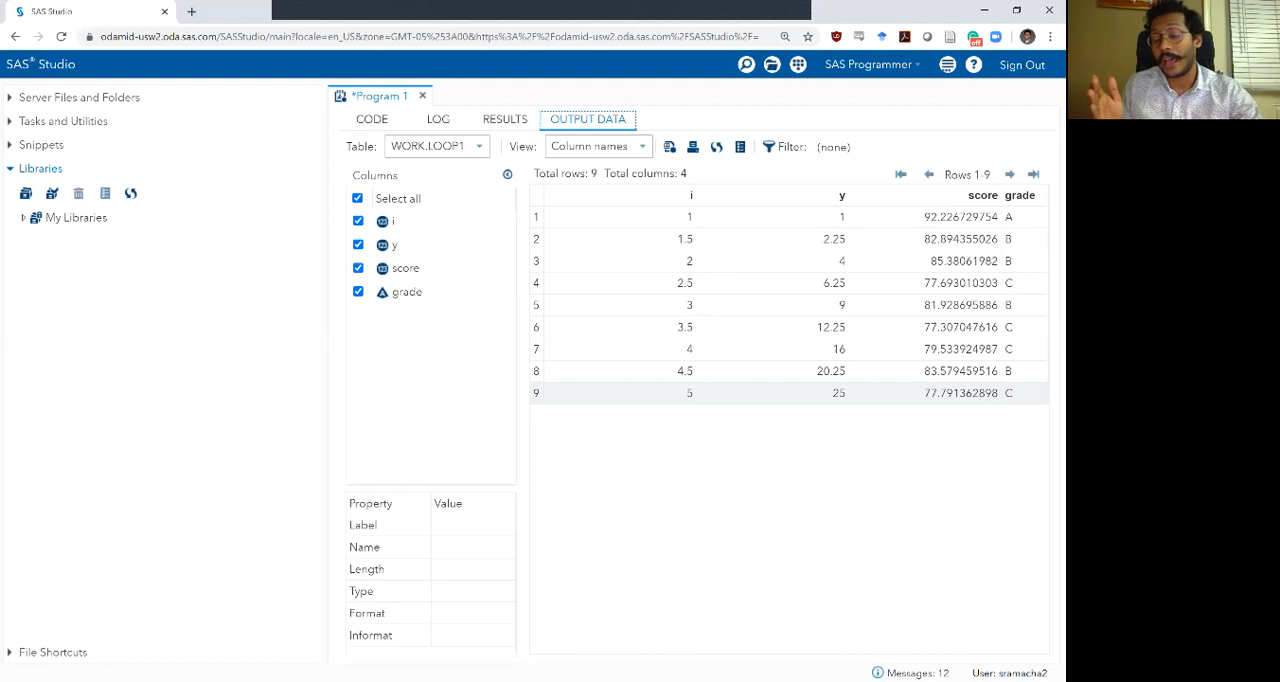 SAS Studio
odamid-usw2.oda.sas.com/SASStudio/main?locale=en_US&zone=GMT-05%253A00&https%3A%2F%2Fodamid-usw2.oda.sas.com%2FSASStudio%2F=
off
SAS® Studio
SAS Programmer
Sign Out
Server Files and Folders
Tasks and Utilities
Snippets
Libraries
My Libraries
File Shortcuts
*Program 1
CODE LOG RESULTS OUTPUT DATA
Table: WORK.LOOP1 View: Column names Filter: (none)
Columns
Select all
i
y
score
grade
Property Value
Label
Name
Length
Type
Format
Informat
Total rows: 9 Total columns: 4 Rows 1-9
i y score grade
1 1 1 92.226729754 A
2 1.5 2.25 82.894355026 B
3 2 4 85.38061982 B
4 2.5 6.25 77.693010303 C
5 3 9 81.928695886 B
6 3.5 12.25 77.307047616 C
7 4 16 79.533924987 C
8 4.5 20.25 83.579459516 B
9 5 25 77.791362898 C
Messages: 12 User: sramacha2